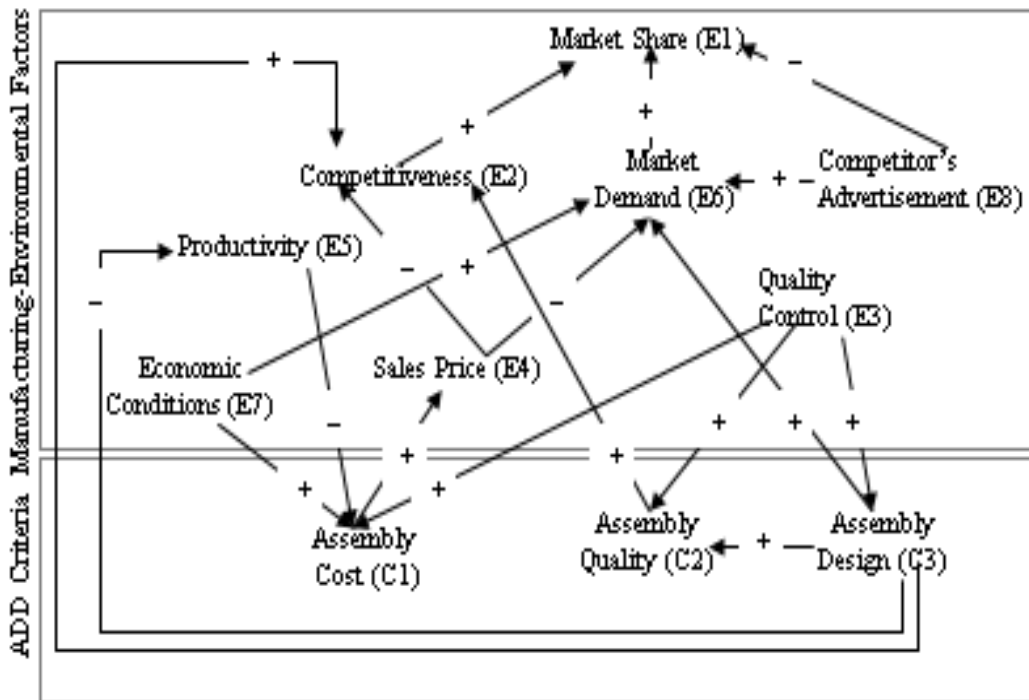 Manufacturing-Environmental Factors
ADD Criteria
Market Share (E1)
+
−
+
+
Competitiveness (E2)
Market
Demand (E6)
+
Competitor's
Advertisement (E8)
Productivity (E5)
−
−
+
−
Quality
Control (E3)
Economic
Conditions (E7)
Sales Price (E4)
−
+
+
+
+
+
+
+
Assembly
Cost (C1)
Assembly
Quality (C2)
+
Assembly
Design (C3)